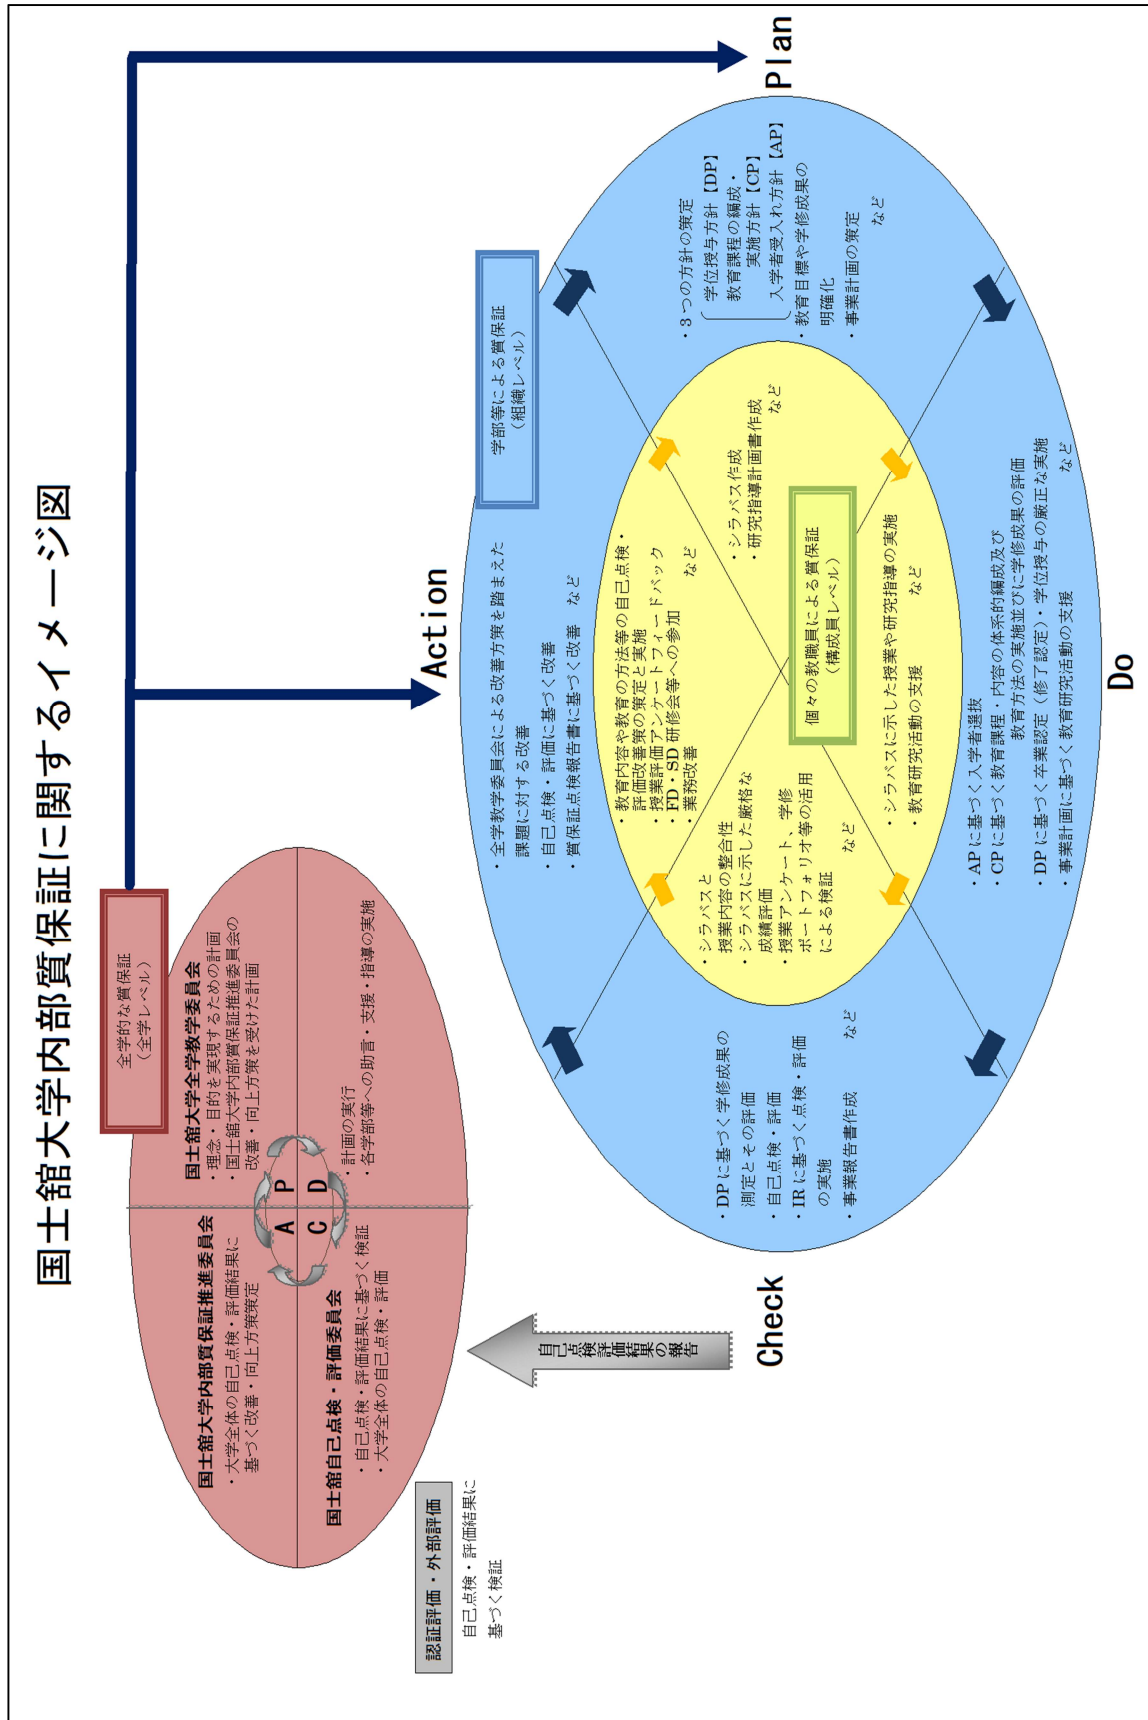 国士舘大学内部質保証に関するイメージ図
全学的な質保証
（全学レベル）
国士舘大学内部質保証推進委員会
・大学全体の自己点検・評価結果に
基づく改善・向上方策策定
国士舘大学全学教学委員会
・理念・目的を実現するための計画
・国士舘大学内部質保証推進委員会の
改善・向上方策を受けた計画
A
P
C
D
国士舘自己点検・評価委員会
・自己点検・評価結果に基づく検証
・大学全体の自己点検・評価
・計画の実行
・各学部等への助言・支援・指導の実施
認証評価・外部評価
自己点検・評価結果に
基づく検証
自己点検評価結果の報告
Action
学部等による質保証
（組織レベル）
・全学教学委員会による改善方策を踏まえた
課題に対する改善
・自己点検・評価に基づく改善
・質保証点検報告書に基づく改善　など
・教育内容や教育の方法等の自己点検・
評価改善策の策定と実施
・授業評価アンケートフィードバック
・FD・SD 研修会等への参加
・業務改善
など
Check
・DP に基づく学修成果の
測定とその評価
・自己点検・評価
・IR に基づく点検・評価
の実施
・事業報告書作成
など
・シラバスと
授業内容の整合性
・シラバスに示した厳格な
成績評価
・授業アンケート、学修
ポートフォリオ等の活用
による検証
など
・シラバス作成
・研究指導計画書作成
など
Plan
・3 つの方針の策定
学位授与方針【DP】
教育課程の編成・
実施方針【CP】
入学者受入れ方針【AP】
・教育目標や学修成果の
明確化
・事業計画の策定
など
個々の教職員による質保証
（構成員レベル）
・シラバスに示した授業や研究指導の実施
・教育研究活動の支援
など
・AP に基づく入学者選抜
・CP に基づく教育課程・内容の体系的編成及び
教育方法の実施並びに学修成果の評価
・DP に基づく卒業認定（修了認定）・学位授与の厳正な実施
・事業計画に基づく教育研究活動の支援
など
Do